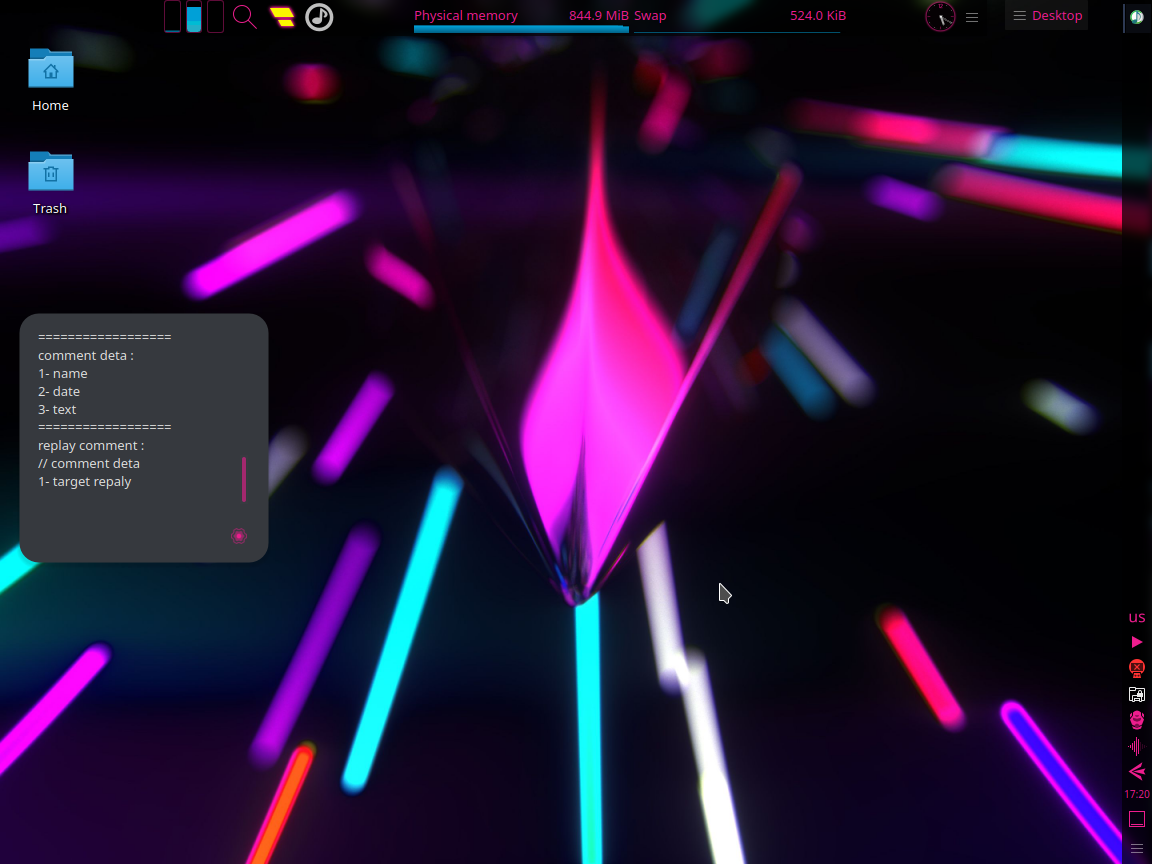 Physical memory 844.9 MiB Swap 524.0 KiB
Desktop
Home
Trash
==================
comment deta :
1- name
2- date
3- text
==================
replay comment :
// comment deta
1- target repaly
us
17:20